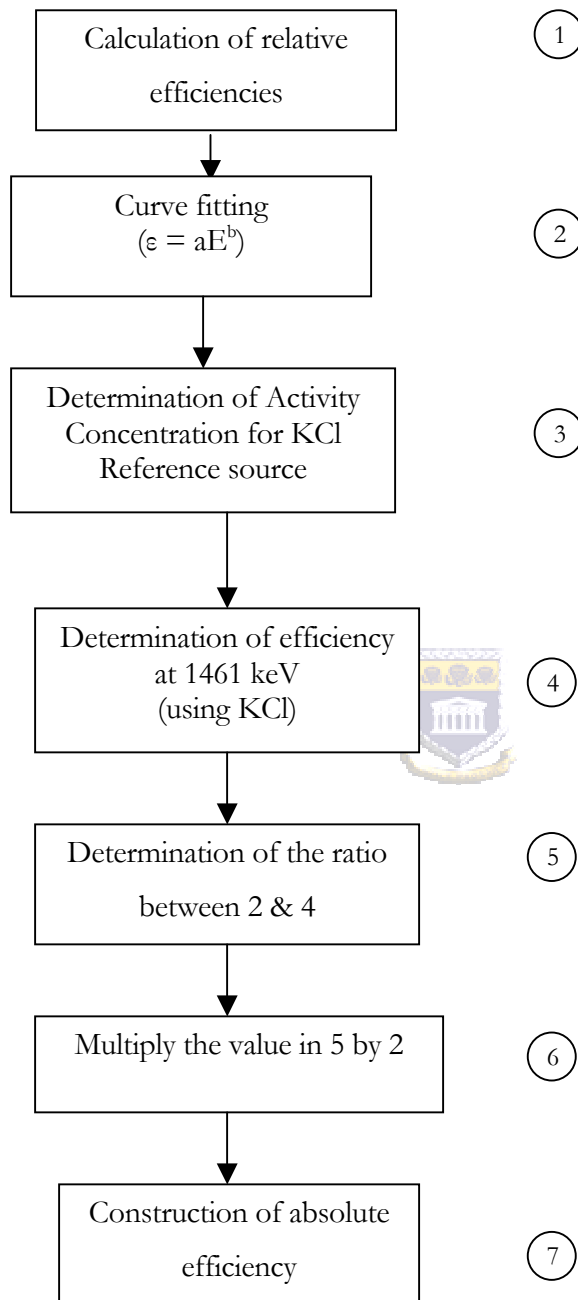 Calculation of relative
efficiencies
1
Curve fitting
(ε = aE^b)
2
Determination of Activity
Concentration for KCl
Reference source
3
Determination of efficiency
at 1461 keV
(using KCl)
4
Determination of the ratio
between 2 & 4
5
Multiply the value in 5 by 2
6
Construction of absolute
efficiency
7